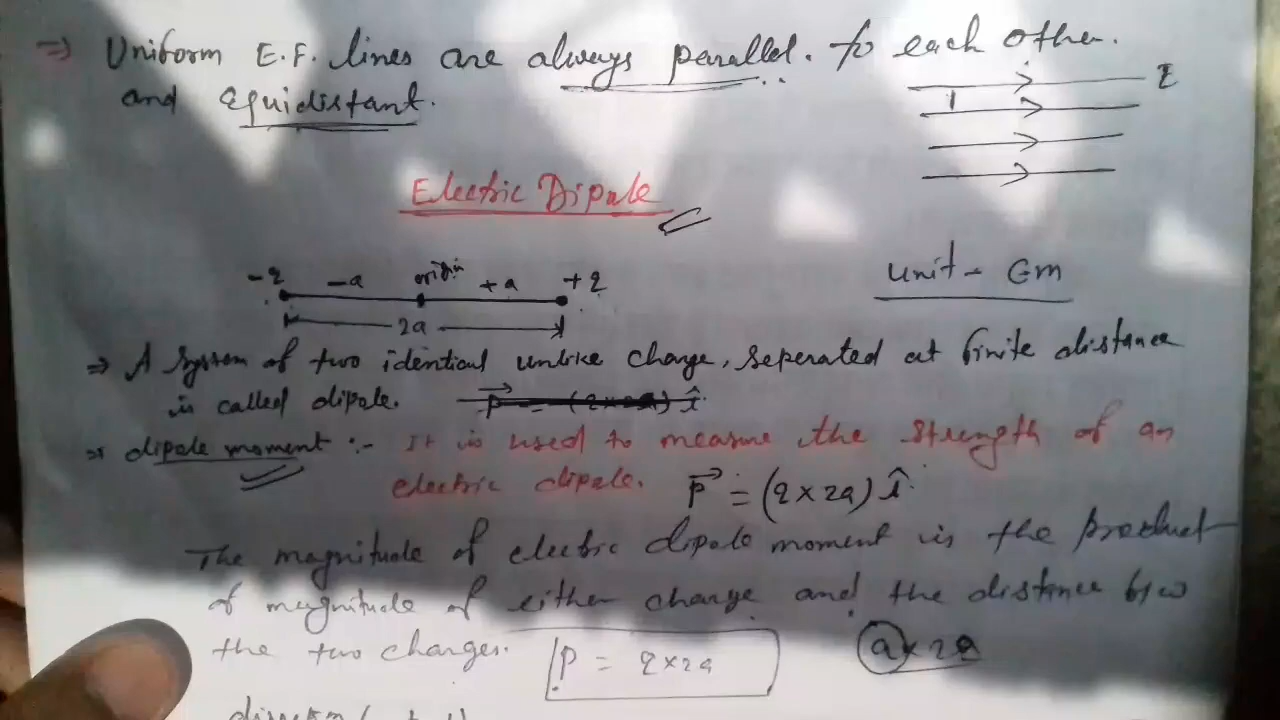 ⇒ Uniform E.F. lines are always parallel. to each other.
and equidistant.
E
Electric Dipole
unit - Cm
-q -a origin +a +q
2a
⇒ A system of two identical unlike charge, seperated at finite distance
is called dipole.
⇒ dipole moment :- It is used to measure the strength of an
electric dipole. p⃗ = (q × 2a) î
The magnitude of electric dipole moment is the product
of magnitude of either charge and the distance b/w
the two charges. p = q×2a